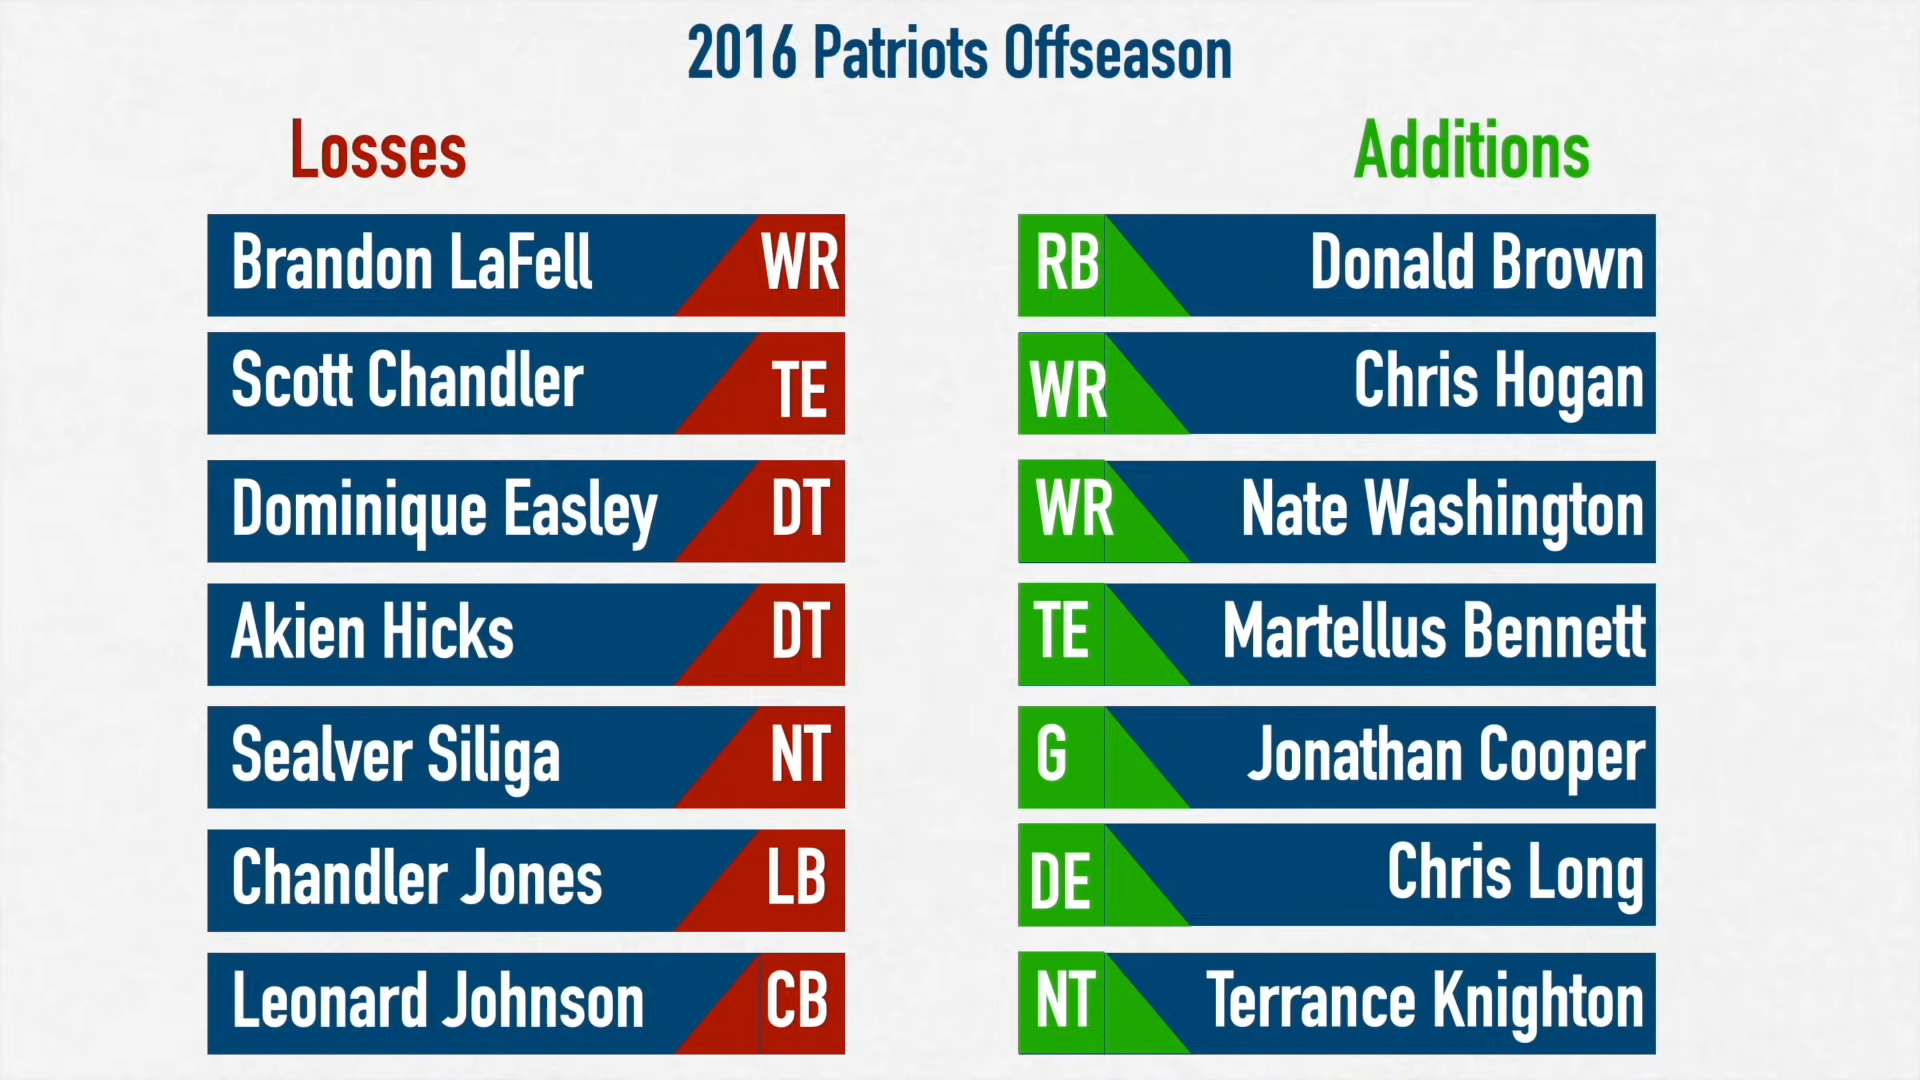 2016 Patriots Offseason
Losses
Additions
Brandon LaFell WR
RB Donald Brown
Scott Chandler TE
WR Chris Hogan
Dominique Easley DT
WR Nate Washington
Akien Hicks DT
TE Martellus Bennett
Sealver Siliga NT
G Jonathan Cooper
Chandler Jones LB
DE Chris Long
Leonard Johnson CB
NT Terrance Knighton